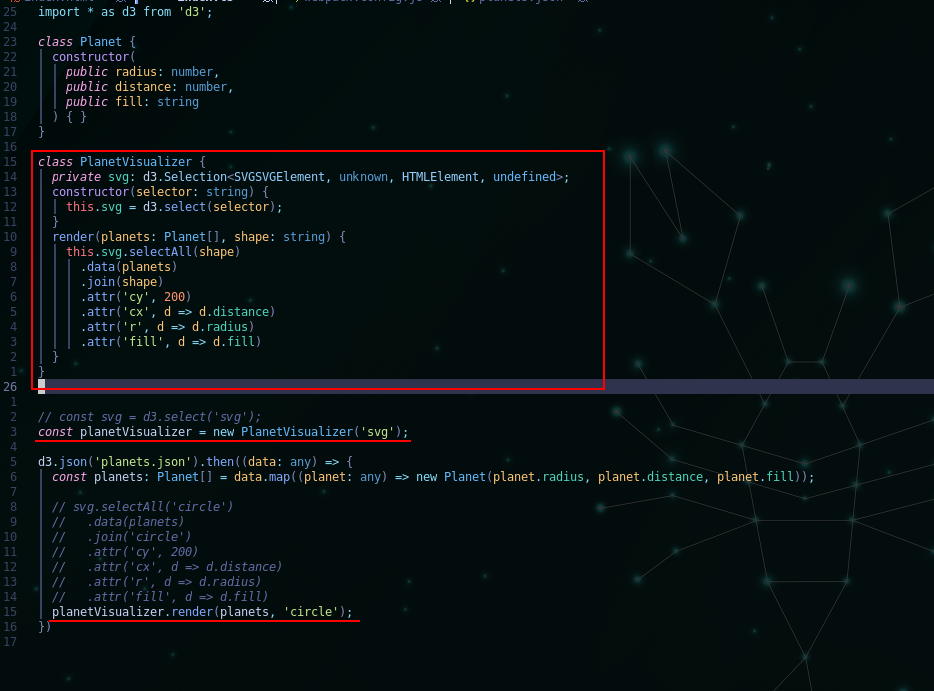 25 import * as d3 from 'd3';
24
23 class Planet {
22 constructor(
21 public radius: number,
20 public distance: number,
19 public fill: string
18 ) { }
17 }
16
15 class PlanetVisualizer {
14 private svg: d3.Selection<SVGSVGElement, unknown, HTMLElement, undefined>;
13 constructor(selector: string) {
12 this.svg = d3.select(selector);
11 }
10 render(planets: Planet[], shape: string) {
9 this.svg.selectAll(shape)
8 .data(planets)
7 .join(shape)
6 .attr('cy', 200)
5 .attr('cx', d => d.distance)
4 .attr('r', d => d.radius)
3 .attr('fill', d => d.fill)
2 }
1 }
26
1
2 // const svg = d3.select('svg');
3 const planetVisualizer = new PlanetVisualizer('svg');
4
5 d3.json('planets.json').then((data: any) => {
6 const planets: Planet[] = data.map((planet: any) => new Planet(planet.radius, planet.distance, planet.fill));
7
8 // svg.selectAll('circle')
9 // .data(planets)
10 // .join('circle')
11 // .attr('cy', 200)
12 // .attr('cx', d => d.distance)
13 // .attr('r', d => d.radius)
14 // .attr('fill', d => d.fill)
15 planetVisualizer.render(planets, 'circle');
16 })
17